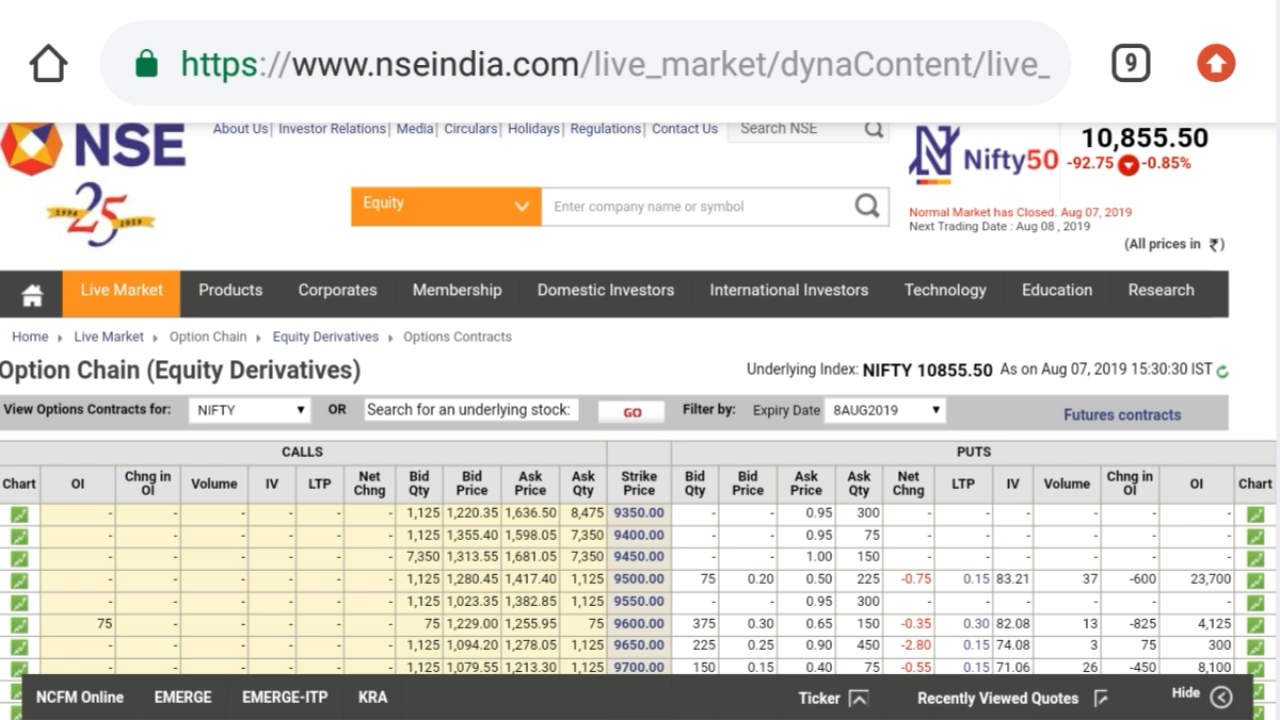 https://www.nseindia.com/live_market/dynaContent/live_
9
NSE
1994 25 2019
About Us| Investor Relations| Media| Circulars| Holidays| Regulations| Contact Us
Search NSE
Nifty50
10,855.50
-92.75 -0.85%
Equity
Enter company name or symbol
Normal Market has Closed. Aug 07, 2019
Next Trading Date : Aug 08 , 2019
(All prices in ₹)
Live Market Products Corporates Membership Domestic Investors International Investors Technology Education Research
Home Live Market Option Chain Equity Derivatives Options Contracts
Option Chain (Equity Derivatives)
Underlying Index: NIFTY 10855.50 As on Aug 07, 2019 15:30:30 IST
View Options Contracts for: NIFTY OR Search for an underlying stock: GO Filter by: Expiry Date 8AUG2019 Futures contracts
CALLS PUTS
Chart OI Chng in OI Volume IV LTP Net Chng Bid Qty Bid Price Ask Price Ask Qty Strike Price Bid Qty Bid Price Ask Price Ask Qty Net Chng LTP IV Volume Chng in OI OI Chart
- - - - - - 1,125 1,220.35 1,636.50 8,475 9350.00 - - 0.95 300 - - - - - -
- - - - - - 1,125 1,355.40 1,598.05 7,350 9400.00 - - 0.95 75 - - - - - -
- - - - - - 7,350 1,313.55 1,681.05 7,350 9450.00 - - 1.00 150 - - - - - -
- - - - - - 1,125 1,280.45 1,417.40 1,125 9500.00 75 0.20 0.50 225 -0.75 0.15 83.21 37 -600 23,700
- - - - - - 1,125 1,023.35 1,382.85 1,125 9550.00 - - 0.95 300 - - - - - -
75 - - - - - 75 1,229.00 1,255.95 75 9600.00 375 0.30 0.65 150 -0.35 0.30 82.08 13 -825 4,125
- - - - - - 1,125 1,094.20 1,278.05 1,125 9650.00 225 0.25 0.90 450 -2.80 0.15 74.08 3 75 300
- - - - - - 1,125 1,079.55 1,213.30 1,125 9700.00 150 0.15 0.40 75 -0.55 0.15 71.06 26 -450 8,100
NCFM Online EMERGE EMERGE-ITP KRA Ticker Recently Viewed Quotes Hide